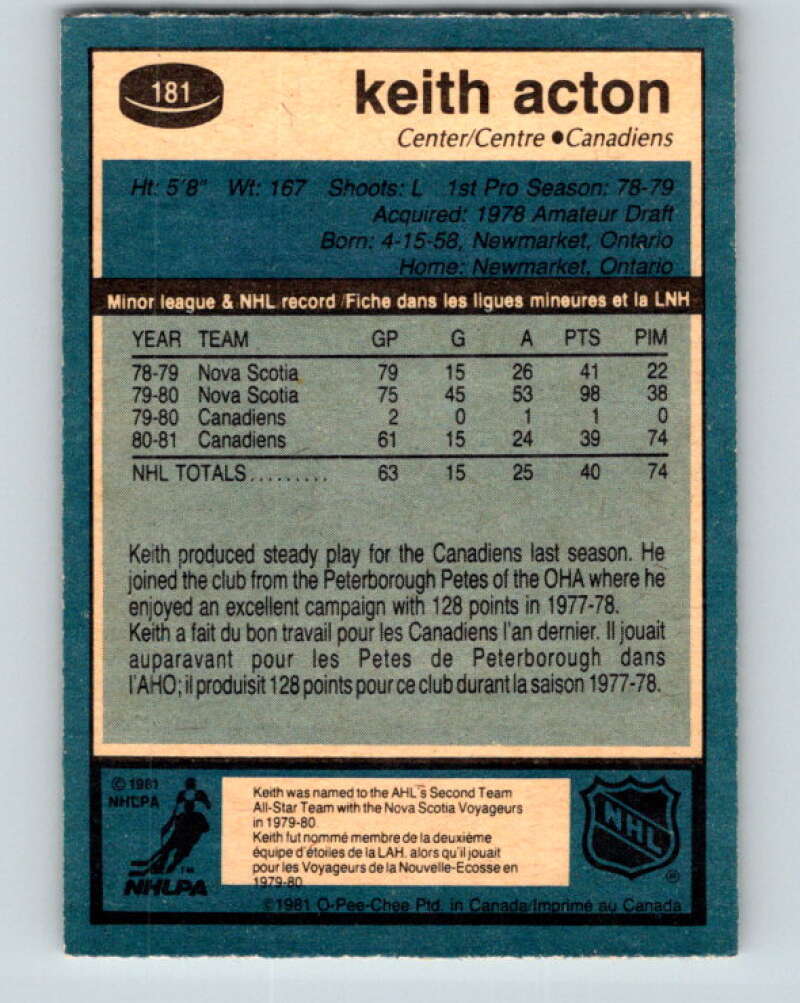 181
keith acton
Center/Centre ●Canadiens
Ht: 5'8" Wt: 167 Shoots: L 1st Pro Season: 78-79
Acquired: 1978 Amateur Draft
Born: 4-15-58, Newmarket, Ontario
Home: Newmarket, Ontario
Minor league & NHL record/Fiche dans les ligues mineures et la LNH
YEAR TEAM GP G A PTS PIM
78-79 Nova Scotia 79 15 26 41 22
79-80 Nova Scotia 75 45 53 98 38
79-80 Canadiens 2 0 1 1 0
80-81 Canadiens 61 15 24 39 74
NHL TOTALS......... 63 15 25 40 74
Keith produced steady play for the Canadiens last season. He
joined the club from the Peterborough Petes of the OHA where he
enjoyed an excellent campaign with 128 points in 1977-78.
Keith a fait du bon travail pour les Canadiens l'an dernier. Il jouait
auparavant pour les Petes de Peterborough dans
l'AHO; il produisit 128 points pour ce club durant la saison 1977-78.
© 1981
NHLPA
NHLPA
Keith was named to the AHL's Second Team
All-Star Team with the Nova Scotia Voyageurs
in 1979-80
Keith fut nommé membre de la deuxième
équipe d'étoiles de la LAH. alors qu'il jouait
pour les Voyageurs de la Nouvelle-Ecosse en
1979-80
NHL
©1981 O-Pee-Chee Ptd. in Canada/Imprimé au Canada